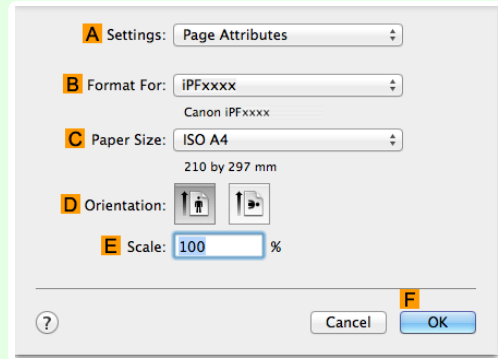 A Settings: Page Attributes
B Format For: iPFxxxx
Canon iPFxxxx
C Paper Size: ISO A4
210 by 297 mm
D Orientation:
E Scale: 100 %
F
? Cancel OK